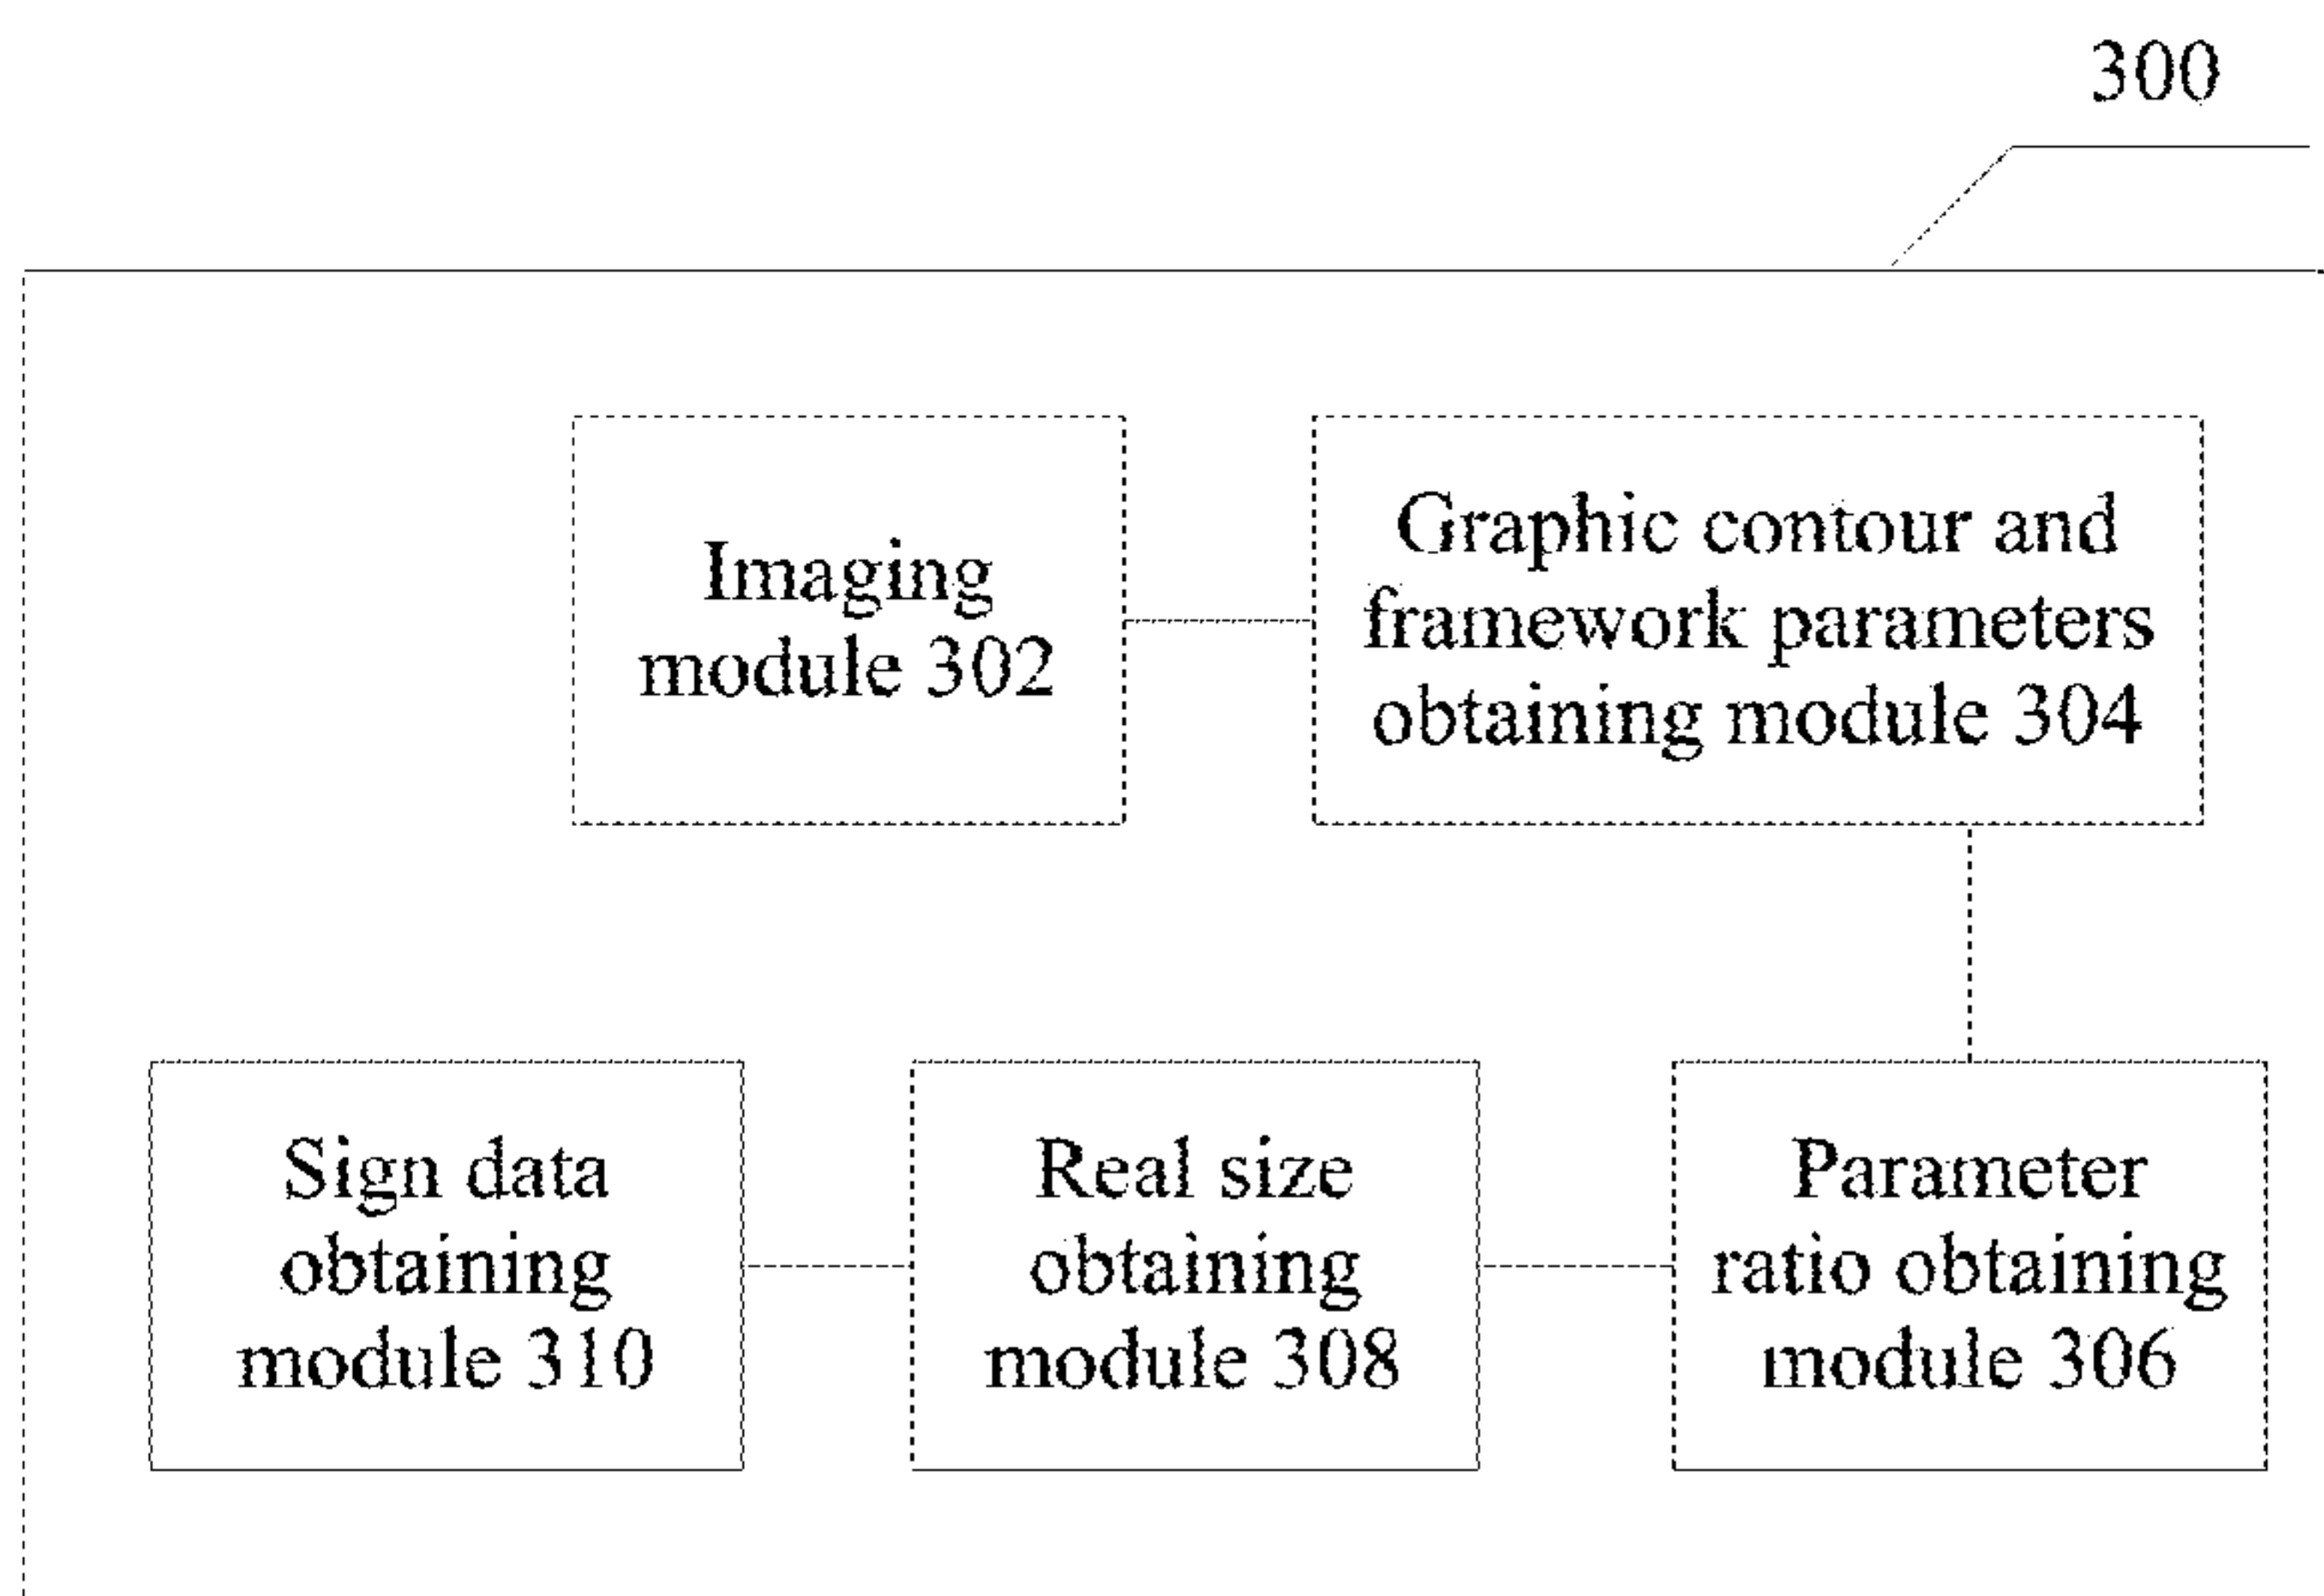 300
Imaging
module 302
Graphic contour and
framework parameters
obtaining module 304
Sign data
obtaining
module 310
Real size
obtaining
module 308
Parameter
ratio obtaining
module 306